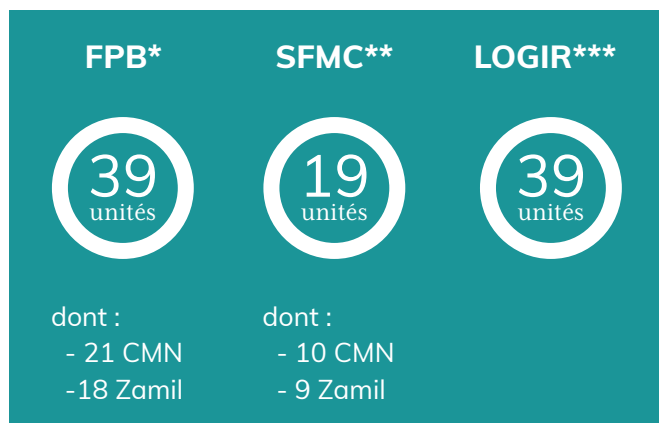 FPB*
39
unités
dont :
- 21 CMN
-18 Zamil
SFMC**
19
unités
dont :
- 10 CMN
- 9 Zamil
LOGIR***
39
unités